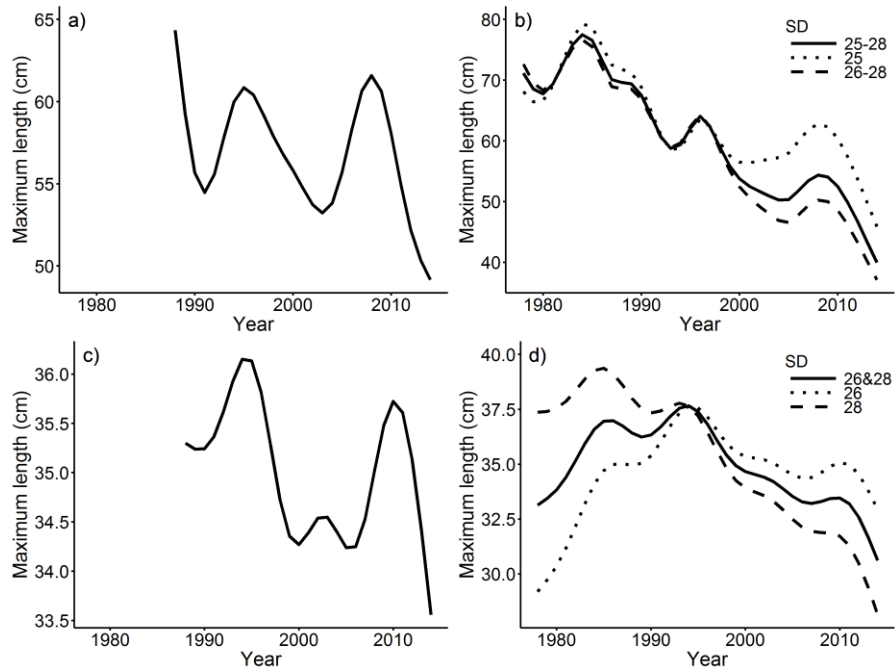 a)
Maximum length (cm)
65
60
55
50
1980 1990 2000 2010
Year
b)
Maximum length (cm)
80
70
60
50
40
1980 1990 2000 2010
Year
SD
25-28
25
26-28
c)
Maximum length (cm)
36.0
35.5
35.0
34.5
34.0
33.5
1980 1990 2000 2010
Year
d)
Maximum length (cm)
40.0
37.5
35.0
32.5
30.0
1980 1990 2000 2010
Year
SD
26&28
26
28